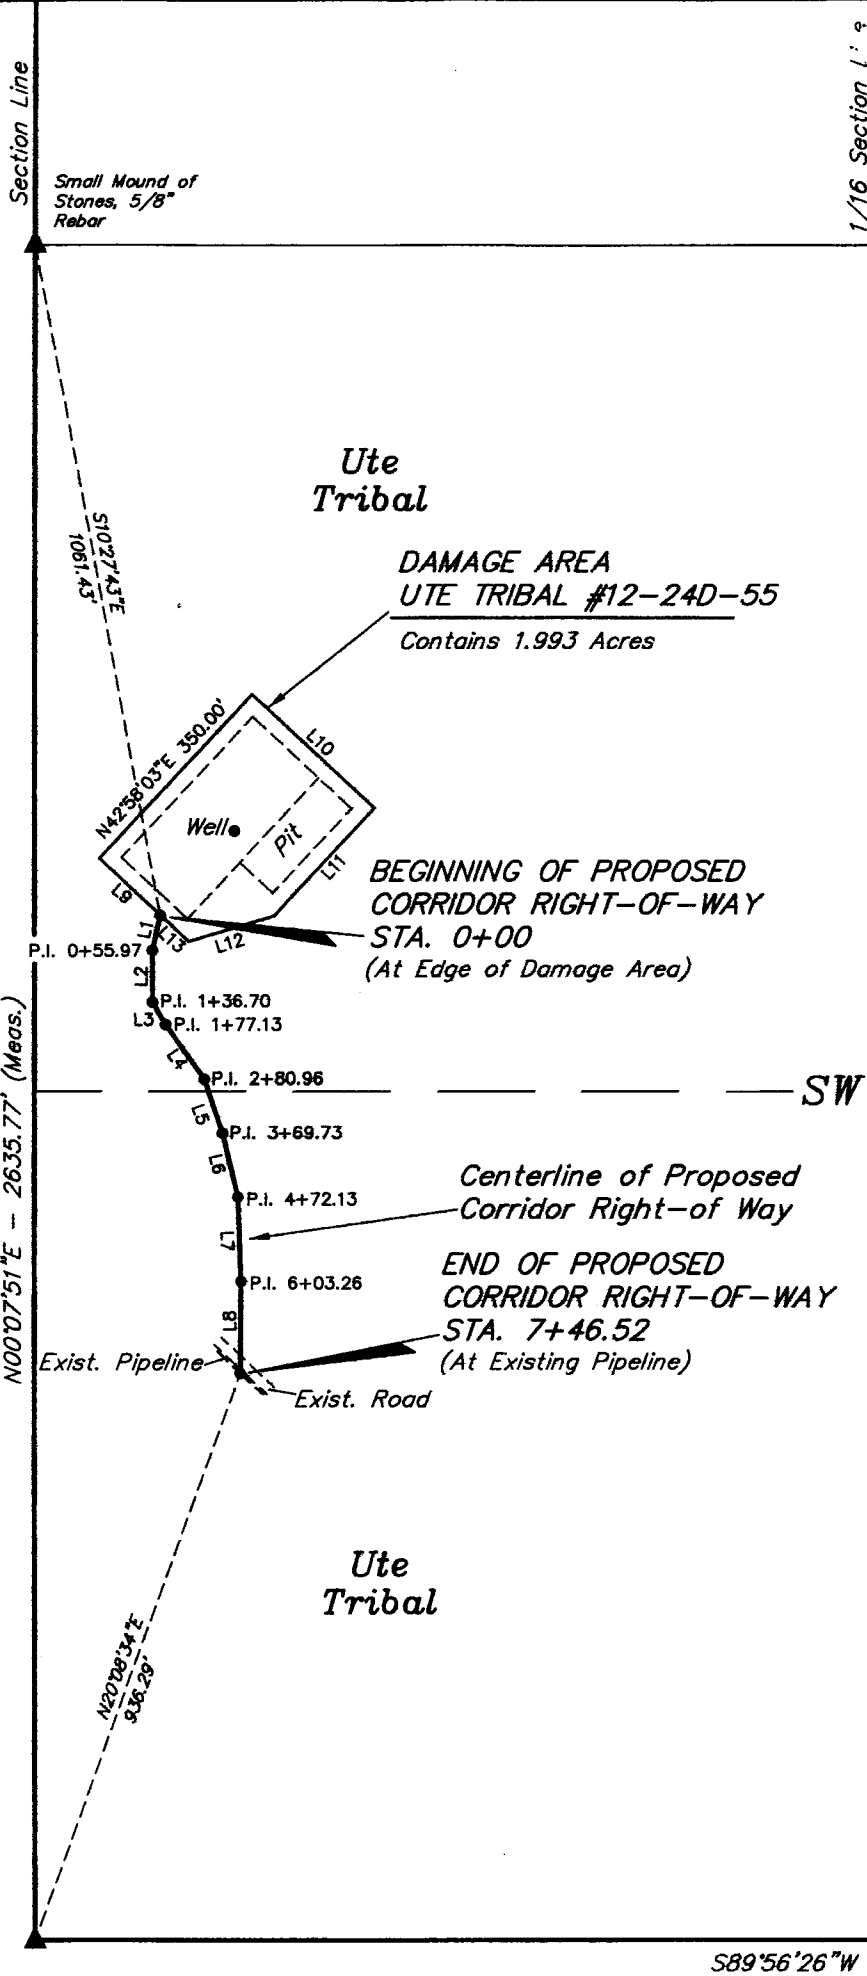 Section Line
1/16 Section
Small Mound of
Stones, 5/8"
Rebar
Ute
Tribal
S10°27'43"E
1061.43'
DAMAGE AREA
UTE TRIBAL #12-24D-55
Contains 1.993 Acres
N42°58'03"E 350.00'
L10
Well
Pit
L11
L9
L13
L12
L1
BEGINNING OF PROPOSED
CORRIDOR RIGHT-OF-WAY
STA. 0+00
(At Edge of Damage Area)
P.I. 0+55.97
L2
P.I. 1+36.70
L3
P.I. 1+77.13
L4
P.I. 2+80.96
SW
L5
P.I. 3+69.73
L6
P.I. 4+72.13
Centerline of Proposed
Corridor Right-of Way
L7
P.I. 6+03.26
L8
END OF PROPOSED
CORRIDOR RIGHT-OF-WAY
STA. 7+46.52
(At Existing Pipeline)
Exist. Pipeline
Exist. Road
N00°07'51"E - 2635.77' (Meas.)
Ute
Tribal
N20°08'34"E
936.29'
S89°56'26"W